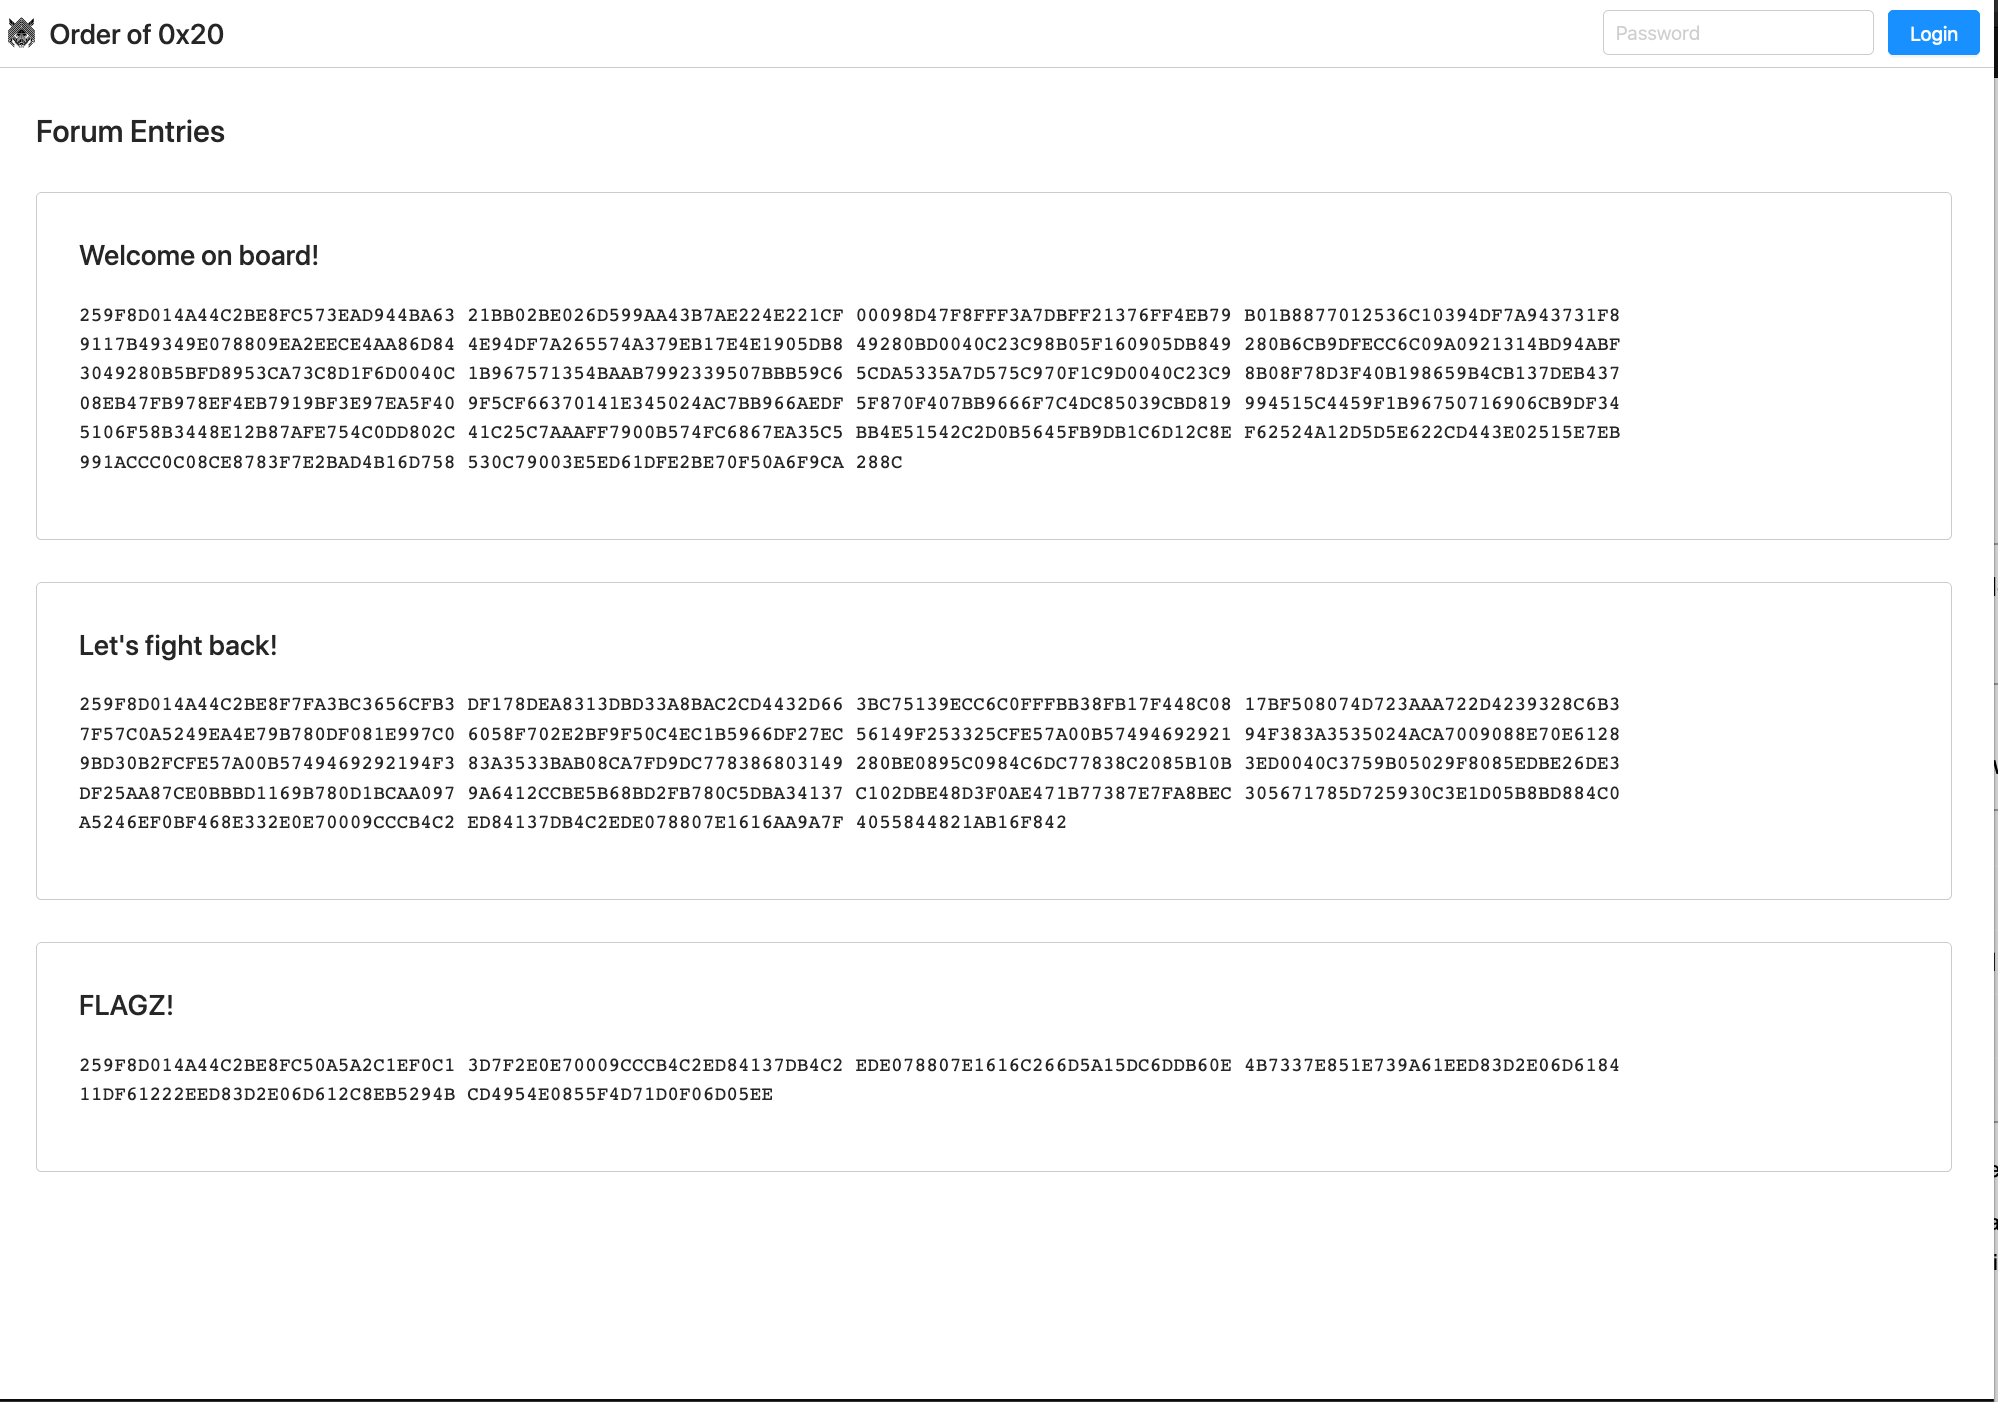 Order of 0x20
Password
Login
Forum Entries
Welcome on board!
259F8D014A44C2BE8FC573EAD944BA63 21BB02BE026D599AA43B7AE224E221CF 00098D47F8FFF3A7DBFF21376FF4EB79 B01B8877012536C10394DF7A943731F8
9117B49349E078809EA2EECE4AA86D84 4E94DF7A265574A379EB17E4E1905DB8 49280BD0040C23C98B05F160905DB849 280B6CB9DFECC6C09A0921314BD94ABF
3049280B5BFD8953CA73C8D1F6D0040C 1B967571354BAAB7992339507BBB59C6 5CDA5335A7D575C970F1C9D0040C23C9 8B08F78D3F40B198659B4CB137DEB437
08EB47FB978EF4EB7919BF3E97EA5F40 9F5CF66370141E345024AC7BB966AEDF 5F870F407BB9666F7C4DC85039CBD819 994515C4459F1B96750716906CB9DF34
5106F58B3448E12B87AFE754C0DD802C 41C25C7AAAFF7900B574FC6867EA35C5 BB4E51542C2D0B5645FB9DB1C6D12C8E F62524A12D5D5E622CD443E02515E7EB
991ACCC0C08CE8783F7E2BAD4B16D758 530C79003E5ED61DFE2BE70F50A6F9CA 288C
Let's fight back!
259F8D014A44C2BE8F7FA3BC3656CFB3 DF178DEA8313DBD33A8BAC2CD4432D66 3BC75139ECC6C0FFFBB38FB17F448C08 17BF508074D723AAA722D4239328C6B3
7F57C0A5249EA4E79B780DF081E997C0 6058F702E2BF9F50C4EC1B5966DF27EC 56149F253325CFE57A00B57494692921 94F383A3535024ACA7009088E70E6128
9BD30B2FCFE57A00B5749469292194F3 83A3533BAB08CA7FD9DC778386803149 280BE0895C0984C6DC77838C2085B10B 3ED0040C3759B05029F8085EDBE26DE3
DF25AA87CE0BBBD1169B780D1BCAA097 9A6412CCBE5B68BD2FB780C5DBA34137 C102DBE48D3F0AE471B77387E7FA8BEC 305671785D725930C3E1D05B8BD884C0
A5246EF0BF468E332E0E70009CCCB4C2 ED84137DB4C2EDE078807E1616AA9A7F 4055844821AB16F842
FLAGZ!
259F8D014A44C2BE8FC50A5A2C1EF0C1 3D7F2E0E70009CCCB4C2ED84137DB4C2 EDE078807E1616C266D5A15DC6DDB60E 4B7337E851E739A61EED83D2E06D6184
11DF61222EED83D2E06D612C8EB5294B CD4954E0855F4D71D0F06D05EE